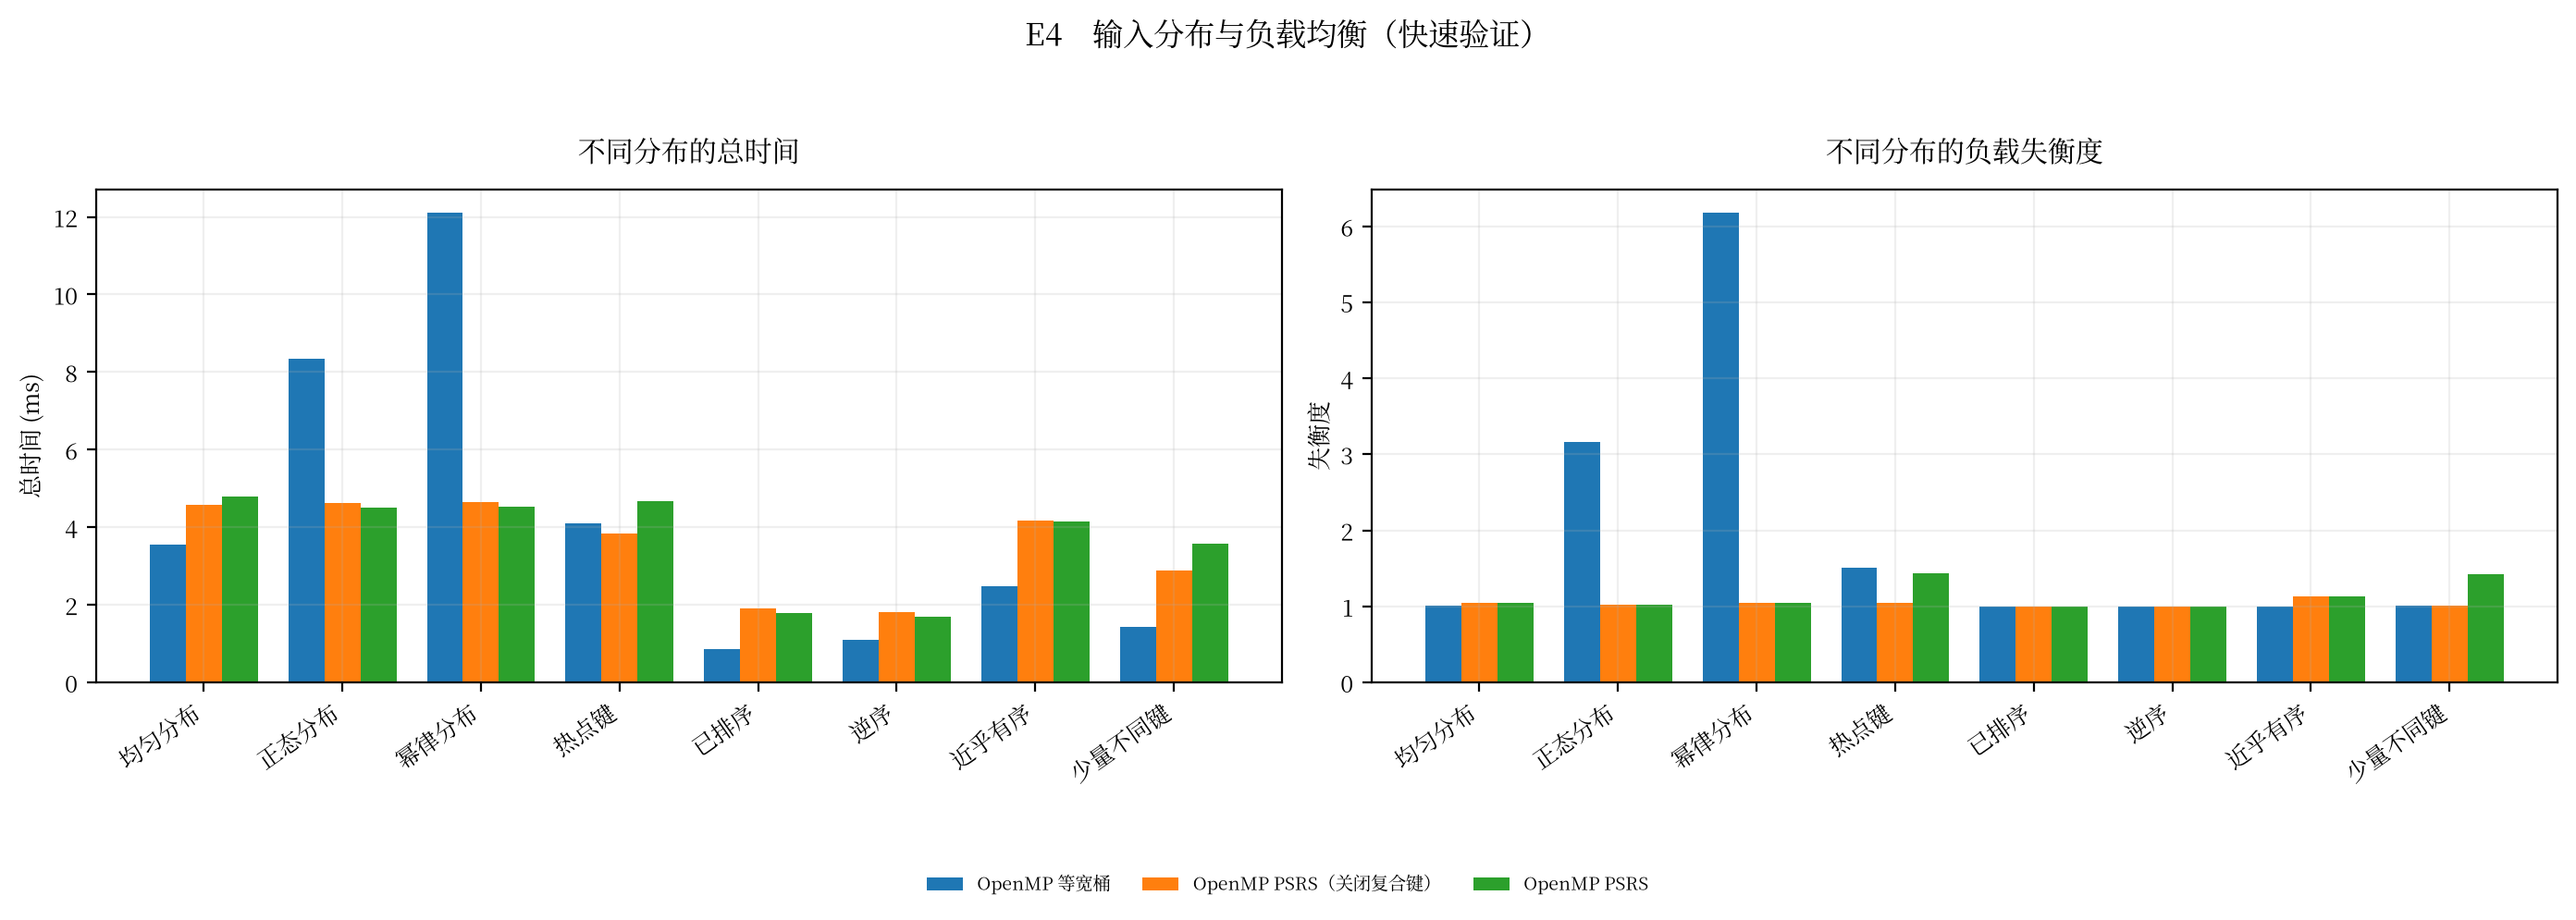 E4 输入分布与负载均衡（快速验证）
不同分布的总时间
总时间 (ms)
12
10
8
6
4
2
0
均匀分布
正态分布
幂律分布
热点键
已排序
逆序
近乎有序
少量不同键
不同分布的负载失衡度
失衡度
6
5
4
3
2
1
0
均匀分布
正态分布
幂律分布
热点键
已排序
逆序
近乎有序
少量不同键
OpenMP 等宽桶
OpenMP PSRS（关闭复合键）
OpenMP PSRS